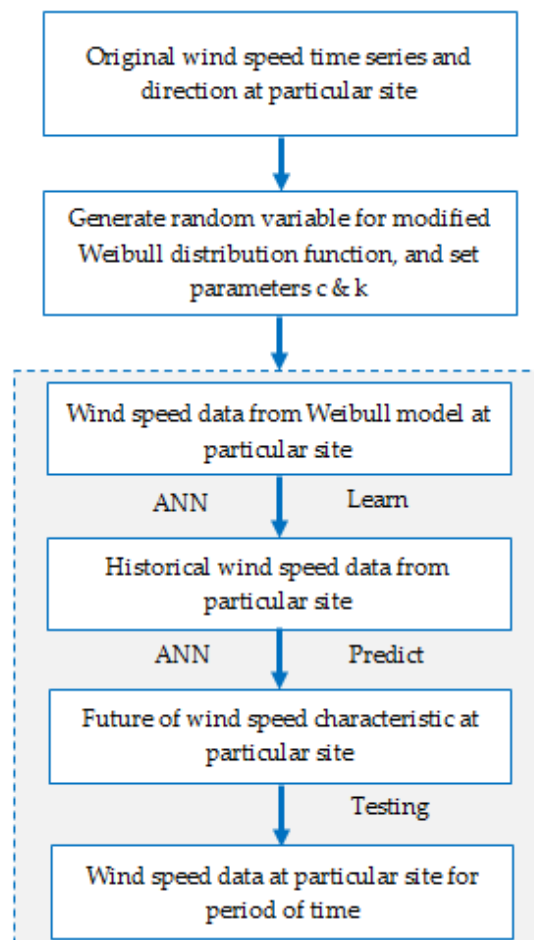 Original wind speed time series and
direction at particular site
Generate random variable for modified
Weibull distribution function, and set
parameters c & k
Wind speed data from Weibull model at
particular site
ANN Learn
Historical wind speed data from
particular site
ANN Predict
Future of wind speed characteristic at
particular site
Testing
Wind speed data at particular site for
period of time